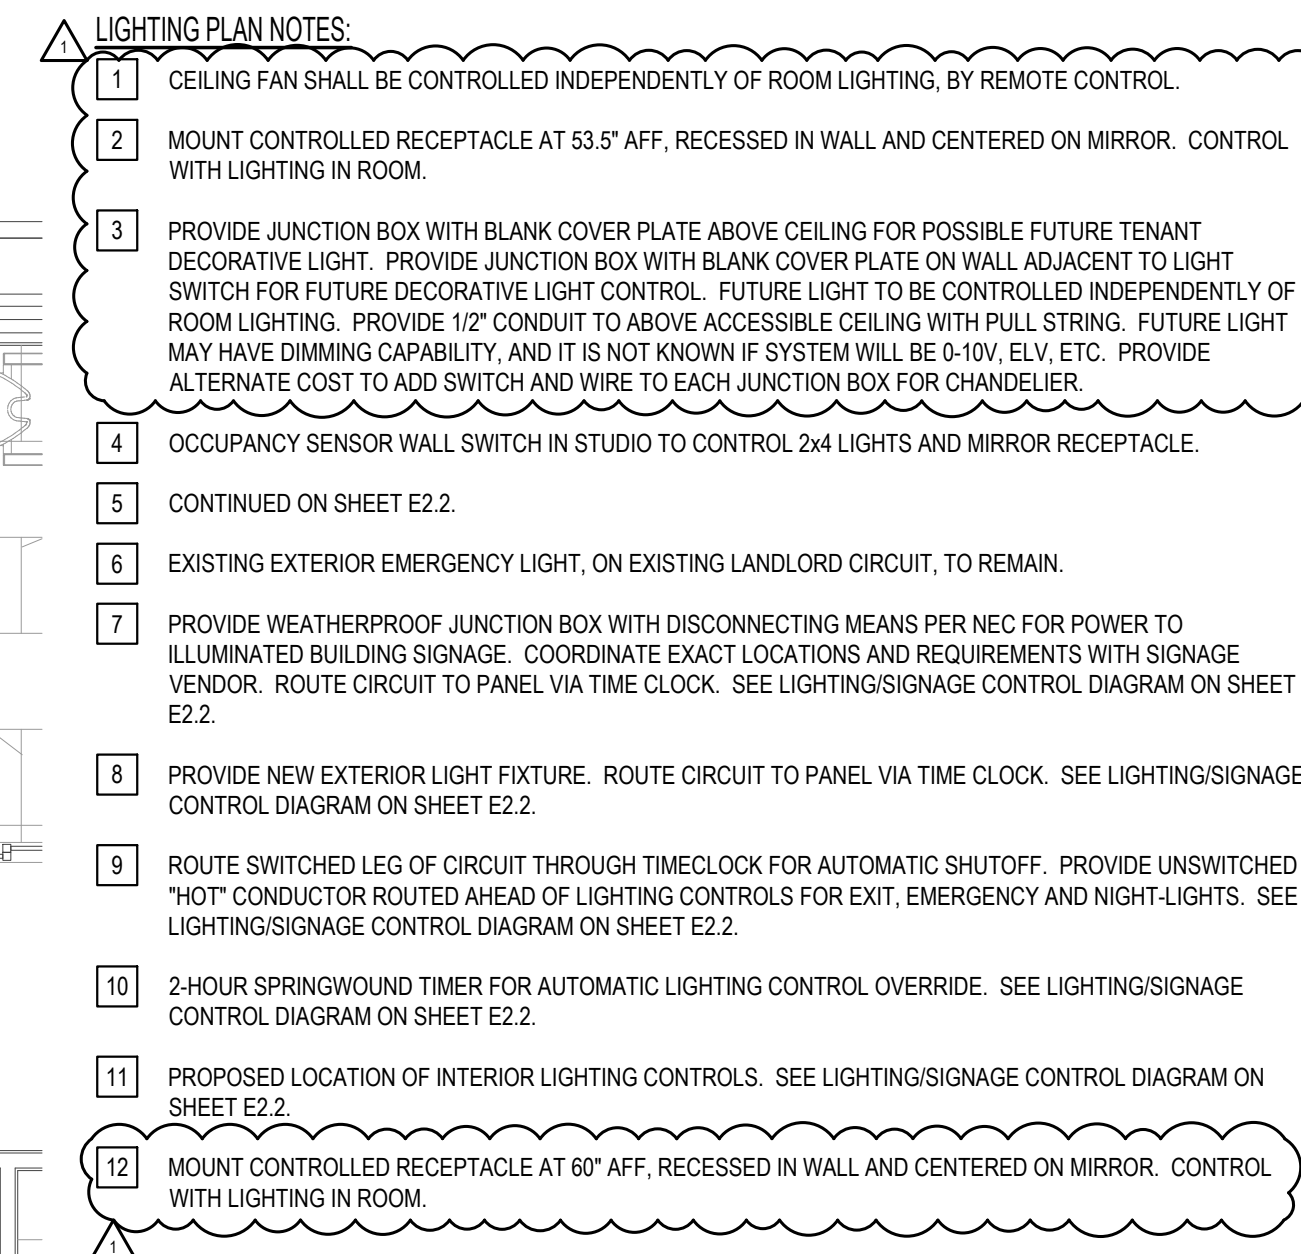 LIGHTING PLAN NOTES:
1
1 CEILING FAN SHALL BE CONTROLLED INDEPENDENTLY OF ROOM LIGHTING, BY REMOTE CONTROL.
2 MOUNT CONTROLLED RECEPTACLE AT 53.5" AFF, RECESSED IN WALL AND CENTERED ON MIRROR. CONTROL
WITH LIGHTING IN ROOM.
3 PROVIDE JUNCTION BOX WITH BLANK COVER PLATE ABOVE CEILING FOR POSSIBLE FUTURE TENANT
DECORATIVE LIGHT. PROVIDE JUNCTION BOX WITH BLANK COVER PLATE ON WALL ADJACENT TO LIGHT
SWITCH FOR FUTURE DECORATIVE LIGHT CONTROL. FUTURE LIGHT TO BE CONTROLLED INDEPENDENTLY OF
ROOM LIGHTING. PROVIDE 1/2" CONDUIT TO ABOVE ACCESSIBLE CEILING WITH PULL STRING. FUTURE LIGHT
MAY HAVE DIMMING CAPABILITY, AND IT IS NOT KNOWN IF SYSTEM WILL BE 0-10V, ELV, ETC. PROVIDE
ALTERNATE COST TO ADD SWITCH AND WIRE TO EACH JUNCTION BOX FOR CHANDELIER.
4 OCCUPANCY SENSOR WALL SWITCH IN STUDIO TO CONTROL 2x4 LIGHTS AND MIRROR RECEPTACLE.
5 CONTINUED ON SHEET E2.2.
6 EXISTING EXTERIOR EMERGENCY LIGHT, ON EXISTING LANDLORD CIRCUIT, TO REMAIN.
7 PROVIDE WEATHERPROOF JUNCTION BOX WITH DISCONNECTING MEANS PER NEC FOR POWER TO
ILLUMINATED BUILDING SIGNAGE. COORDINATE EXACT LOCATIONS AND REQUIREMENTS WITH SIGNAGE
VENDOR. ROUTE CIRCUIT TO PANEL VIA TIME CLOCK. SEE LIGHTING/SIGNAGE CONTROL DIAGRAM ON SHEET
E2.2.
8 PROVIDE NEW EXTERIOR LIGHT FIXTURE. ROUTE CIRCUIT TO PANEL VIA TIME CLOCK. SEE LIGHTING/SIGNAGE
CONTROL DIAGRAM ON SHEET E2.2.
9 ROUTE SWITCHED LEG OF CIRCUIT THROUGH TIMECLOCK FOR AUTOMATIC SHUTOFF. PROVIDE UNSWITCHED
"HOT" CONDUCTOR ROUTED AHEAD OF LIGHTING CONTROLS FOR EXIT, EMERGENCY AND NIGHT-LIGHTS. SEE
LIGHTING/SIGNAGE CONTROL DIAGRAM ON SHEET E2.2.
10 2-HOUR SPRINGWOUND TIMER FOR AUTOMATIC LIGHTING CONTROL OVERRIDE. SEE LIGHTING/SIGNAGE
CONTROL DIAGRAM ON SHEET E2.2.
11 PROPOSED LOCATION OF INTERIOR LIGHTING CONTROLS. SEE LIGHTING/SIGNAGE CONTROL DIAGRAM ON
SHEET E2.2.
12 MOUNT CONTROLLED RECEPTACLE AT 60" AFF, RECESSED IN WALL AND CENTERED ON MIRROR. CONTROL
WITH LIGHTING IN ROOM.
1